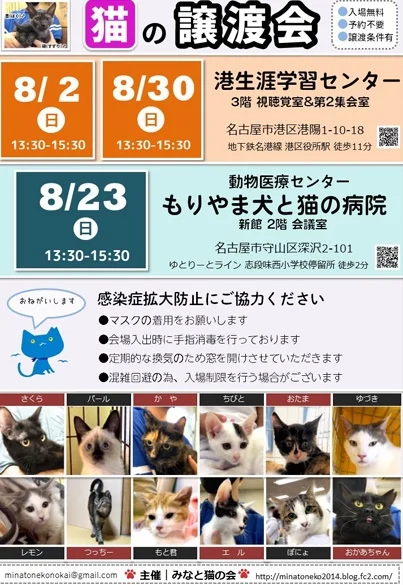 猫の譲渡会
●入場無料
●予約不要
●譲渡条件有
8/ 2
日
13:30-15:30
8/30
日
13:30-15:30
港生涯学習センター
3階 視聴覚室&第2集会室
名古屋市港区港陽1-10-18
地下鉄名港線 港区役所駅 徒歩11分
8/23
日
13:30-15:30
動物医療センター
もりやま犬と猫の病院
新館 2階 会議室
名古屋市守山区深沢2-101
ゆとりーとライン 志段味西小学校停留所 徒歩2分
おねがいします
感染症拡大防止にご協力ください
●マスクの着用をお願いします
●会場入出時に手指消毒を行っております
●定期的な換気のため窓を開けさせていただきます
●混雑回避の為、入場制限を行う場合がございます
さくら パール かや ちびと おたま ゆづき
レモン つっちー もと君 エル ぽにょ おかあちゃん
minatonekonokai@gmail.com 主催｜みなと猫の会 http://minatoneko2014.blog.fc2.com/